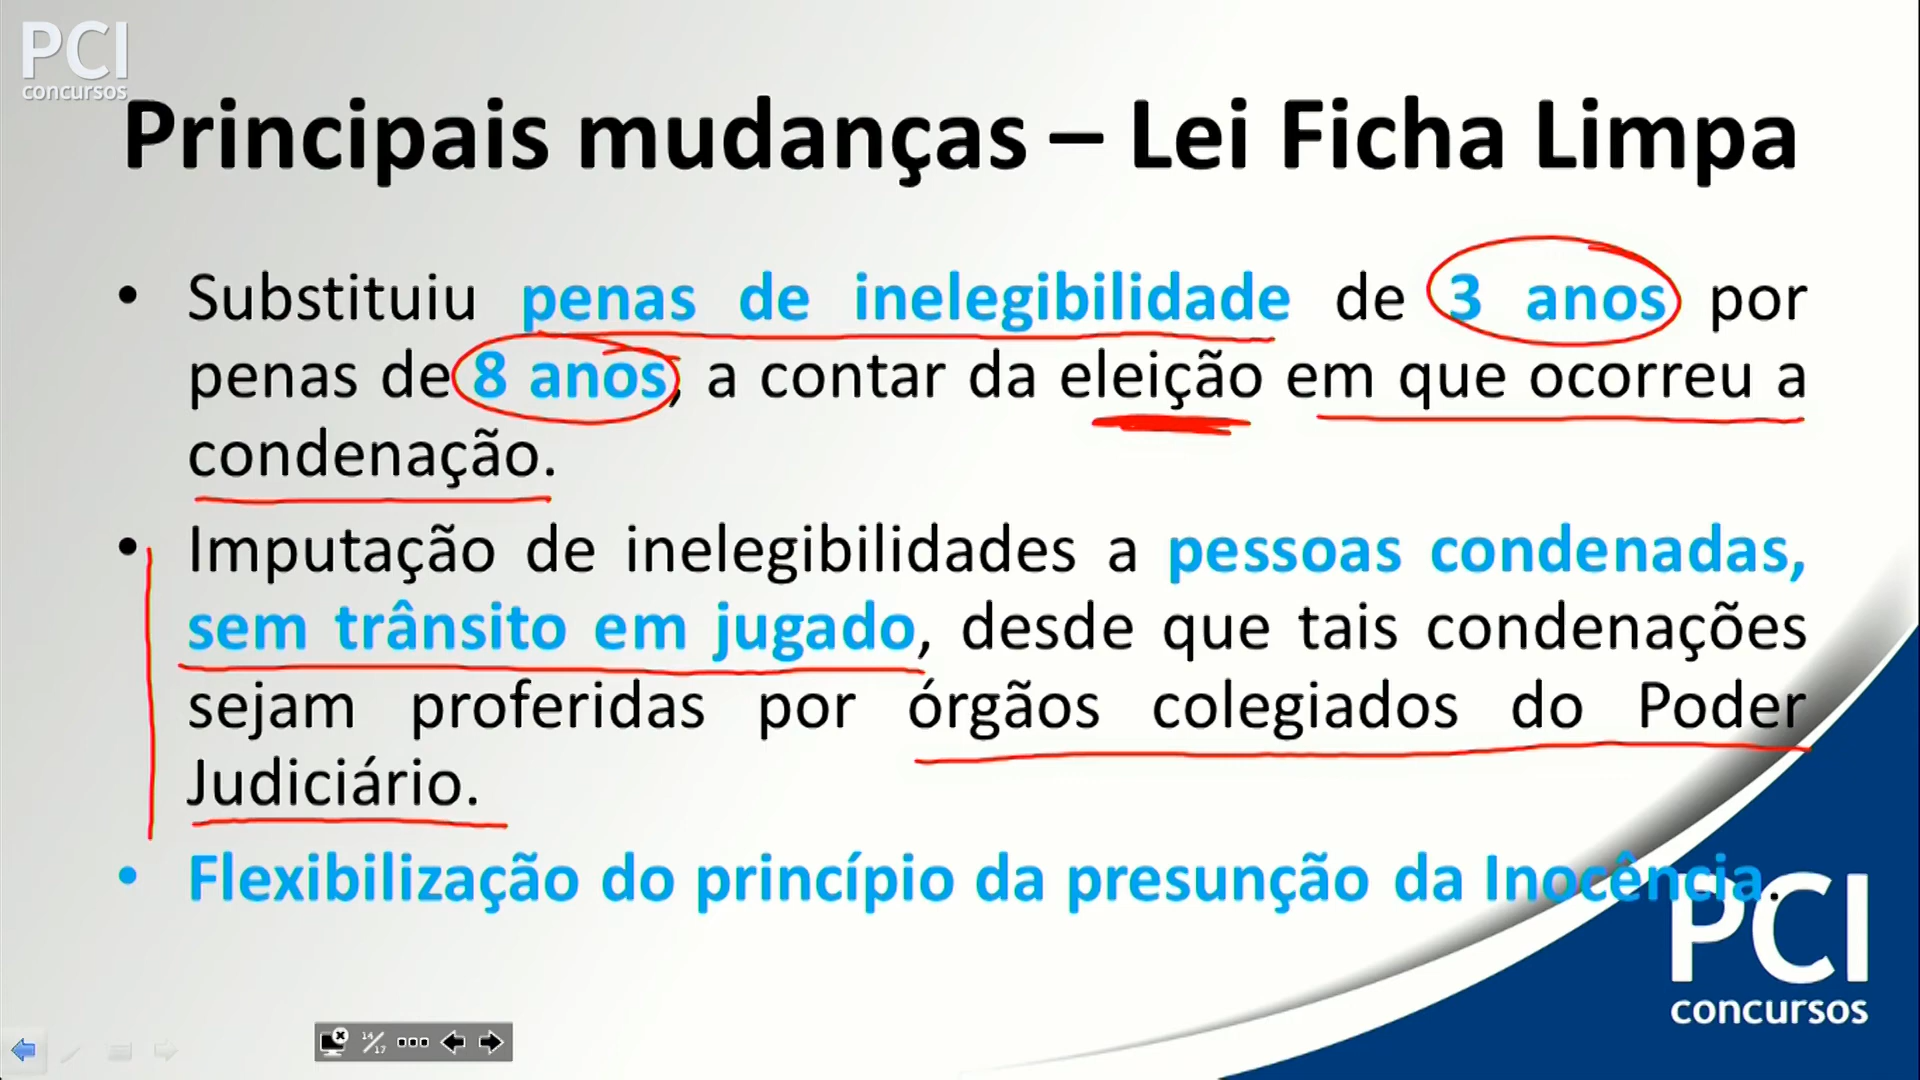 PCI
concursos
Principais mudanças – Lei Ficha Limpa
• Substituiu penas de inelegibilidade de 3 anos por
penas de 8 anos, a contar da eleição em que ocorreu a
condenação.
• Imputação de inelegibilidades a pessoas condenadas,
sem trânsito em jugado, desde que tais condenações
sejam proferidas por órgãos colegiados do Poder
Judiciário.
• Flexibilização do princípio da presunção da Inocência.
PCI
concursos
14/17